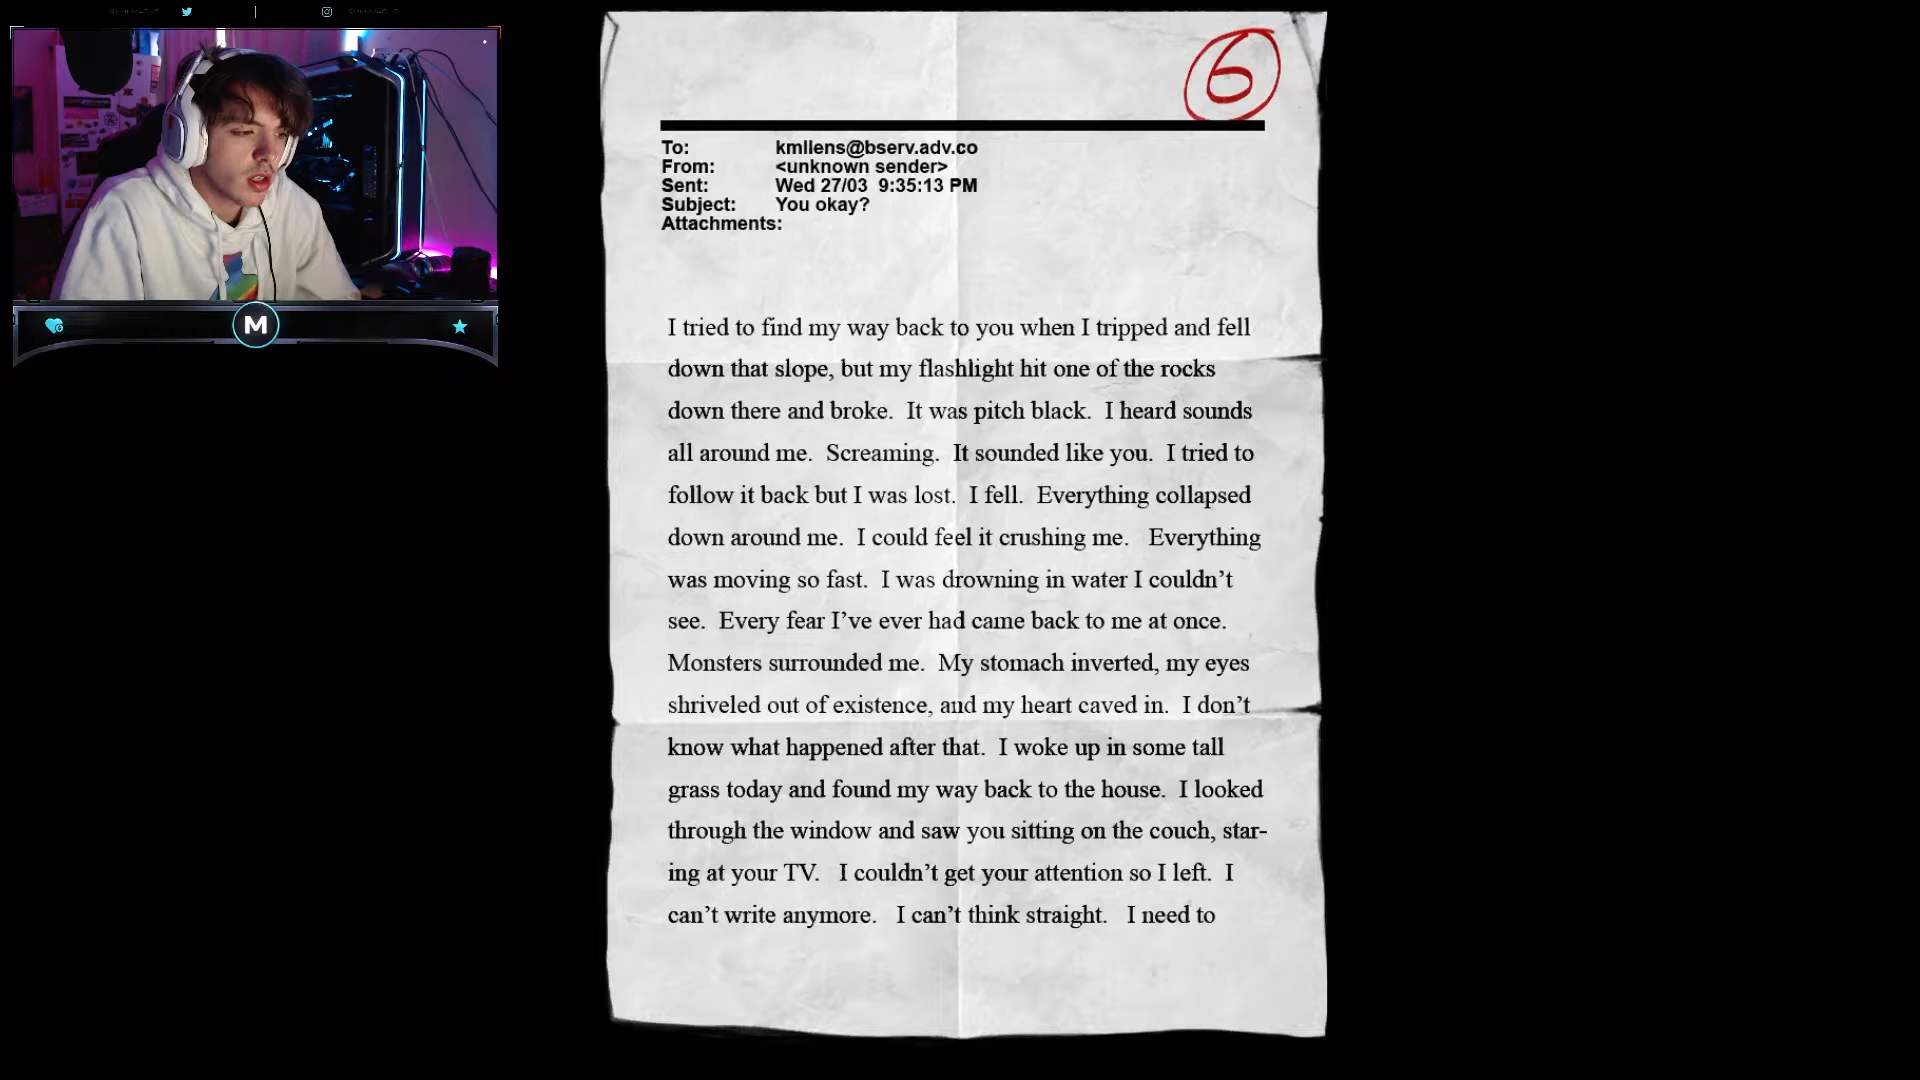 6
To: kmllens@bserv.adv.co
From: <unknown sender>
Sent: Wed 27/03 9:35:13 PM
Subject: You okay?
Attachments:
I tried to find my way back to you when I tripped and fell
down that slope, but my flashlight hit one of the rocks
down there and broke. It was pitch black. I heard sounds
all around me. Screaming. It sounded like you. I tried to
follow it back but I was lost. I fell. Everything collapsed
down around me. I could feel it crushing me. Everything
was moving so fast. I was drowning in water I couldn’t
see. Every fear I’ve ever had came back to me at once.
Monsters surrounded me. My stomach inverted, my eyes
shriveled out of existence, and my heart caved in. I don’t
know what happened after that. I woke up in some tall
grass today and found my way back to the house. I looked
through the window and saw you sitting on the couch, star-
ing at your TV. I couldn’t get your attention so I left. I
can’t write anymore. I can’t think straight. I need to
M